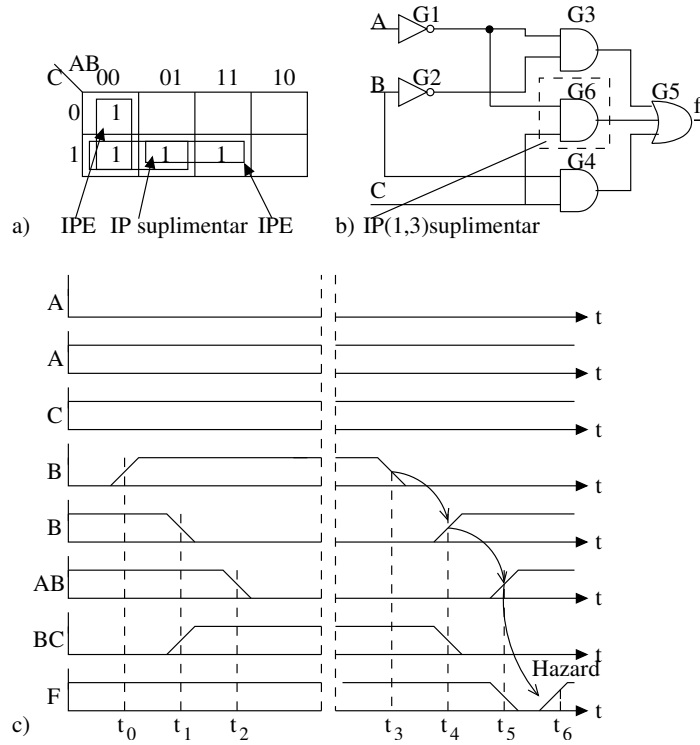 AB
C
00 01 11 10
0 1
1 1 1 1
a) IPE IP suplimentar IPE
A G1 G3
B G2 G6 G5 f
G4
C
b) IP(1,3)suplimentar
A t
A t
C t
B t
B t
AB t
BC t
Hazard
F t
c) t0 t1 t2 t3 t4 t5 t6